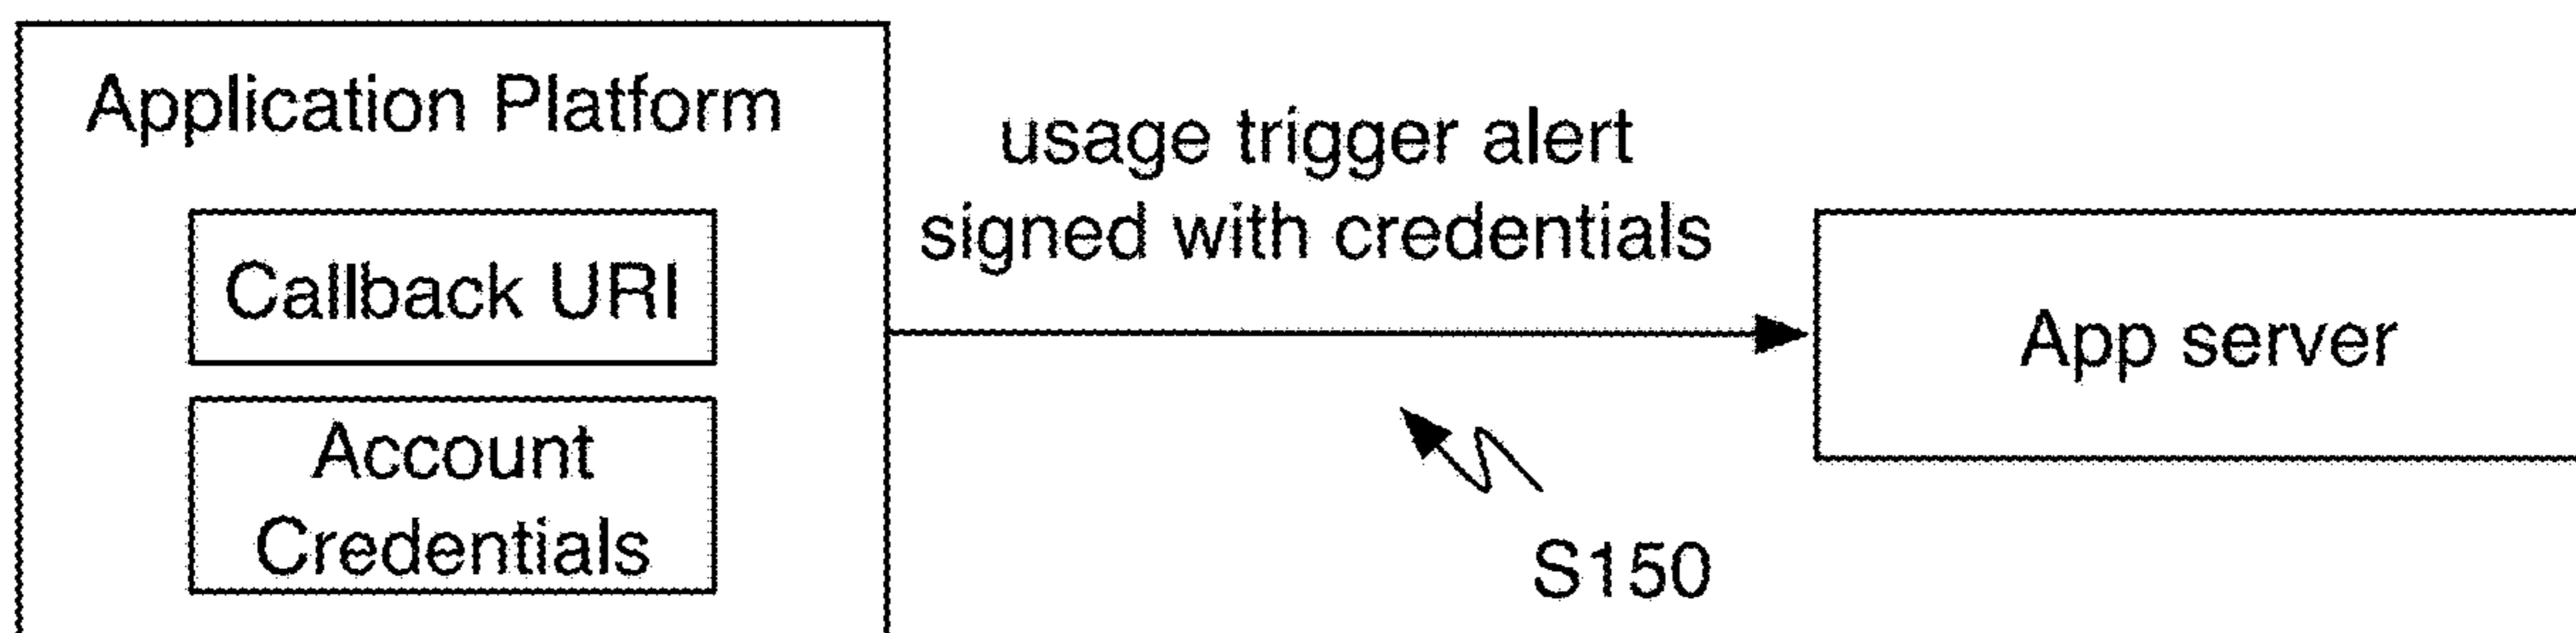 Application Platform
Callback URI
Account
Credentials
usage trigger alert
signed with credentials
App server
S150